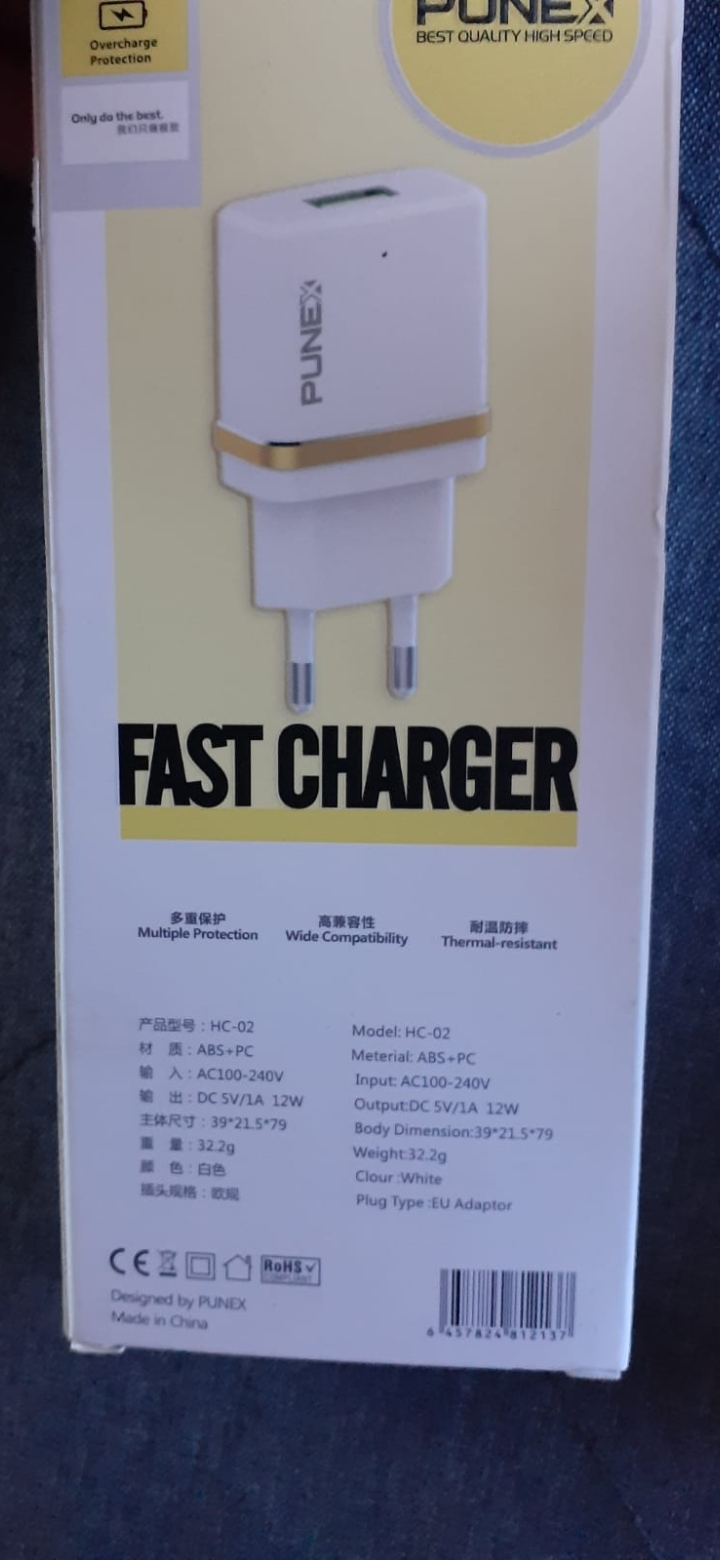 Overcharge
Protection
PUNEX
BEST QUALITY HIGH SPEED
Only do the best.
PUNEX
FAST CHARGER
多重保护
Multiple Protection
高兼容性
Wide Compatibility
耐温防摔
Thermal-resistant
产品型号：HC-02
材 质：ABS+PC
输 入：AC100-240V
输 出：DC 5V/1A 12W
主体尺寸：39*21.5*79
重 量：32.2g
颜 色：白色
插头规格：欧规
Model: HC-02
Meterial: ABS+PC
Input: AC100-240V
Output:DC 5V/1A 12W
Body Dimension:39*21.5*79
Weight:32.2g
Clour :White
Plug Type :EU Adaptor
CE
RoHS
COMPLIANT
Designed by PUNEX
Made in China
6 457824 812137